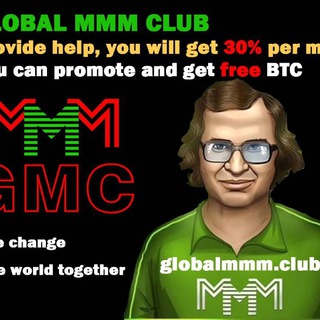 GLOBAL MMM CLUB
ovide help, you will get 30% per m
u can promote and get free BTC
MMM
GMC
e change
e world together
globalmmm.club
MMM